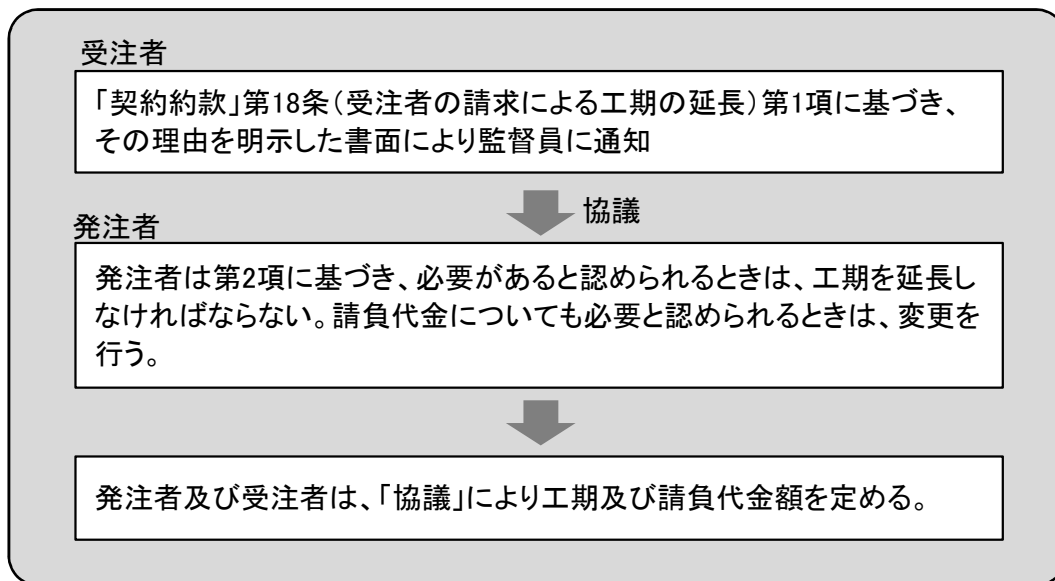 受注者
「契約約款」第18条（受注者の請求による工期の延長）第1項に基づき、
その理由を明示した書面により監督員に通知
協議
発注者
発注者は第2項に基づき、必要があると認められるときは、工期を延長し
なければならない。請負代金についても必要と認められるときは、変更を
行う。
発注者及び受注者は、「協議」により工期及び請負代金額を定める。